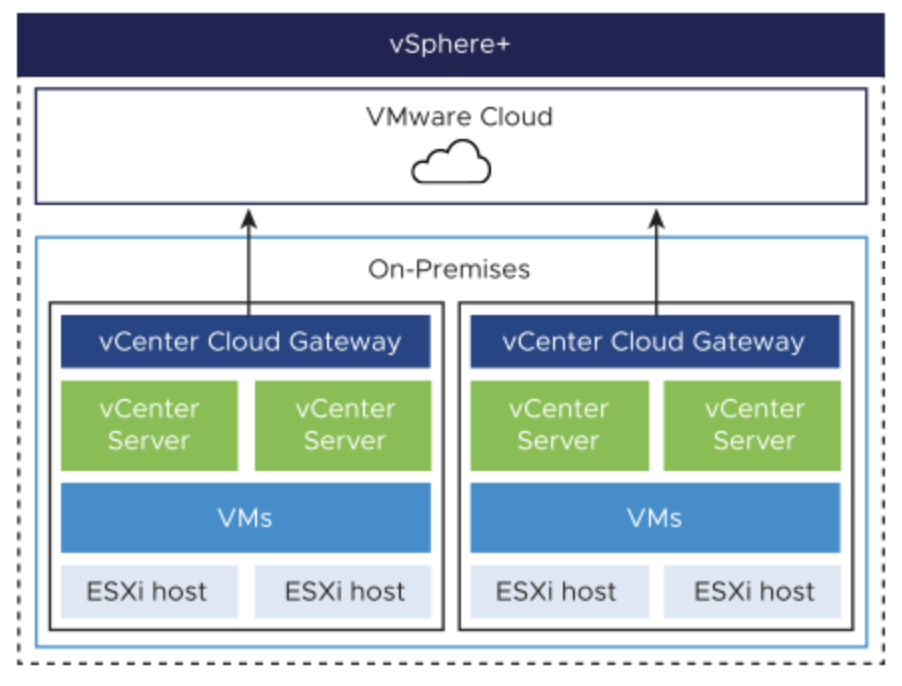 vSphere+
VMware Cloud
On-Premises
vCenter Cloud Gateway
vCenter
Server
vCenter
Server
VMs
ESXi host
ESXi host
vCenter Cloud Gateway
vCenter
Server
vCenter
Server
VMs
ESXi host
ESXi host